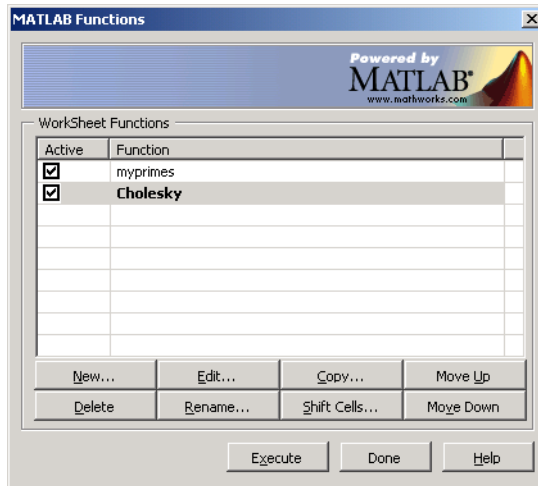 MATLAB Functions
Powered by
MATLAB®
www.mathworks.com
WorkSheet Functions
Active Function
myprimes
Cholesky
New... Edit... Copy... Move Up
Delete Rename... Shift Cells... Move Down
Execute Done Help